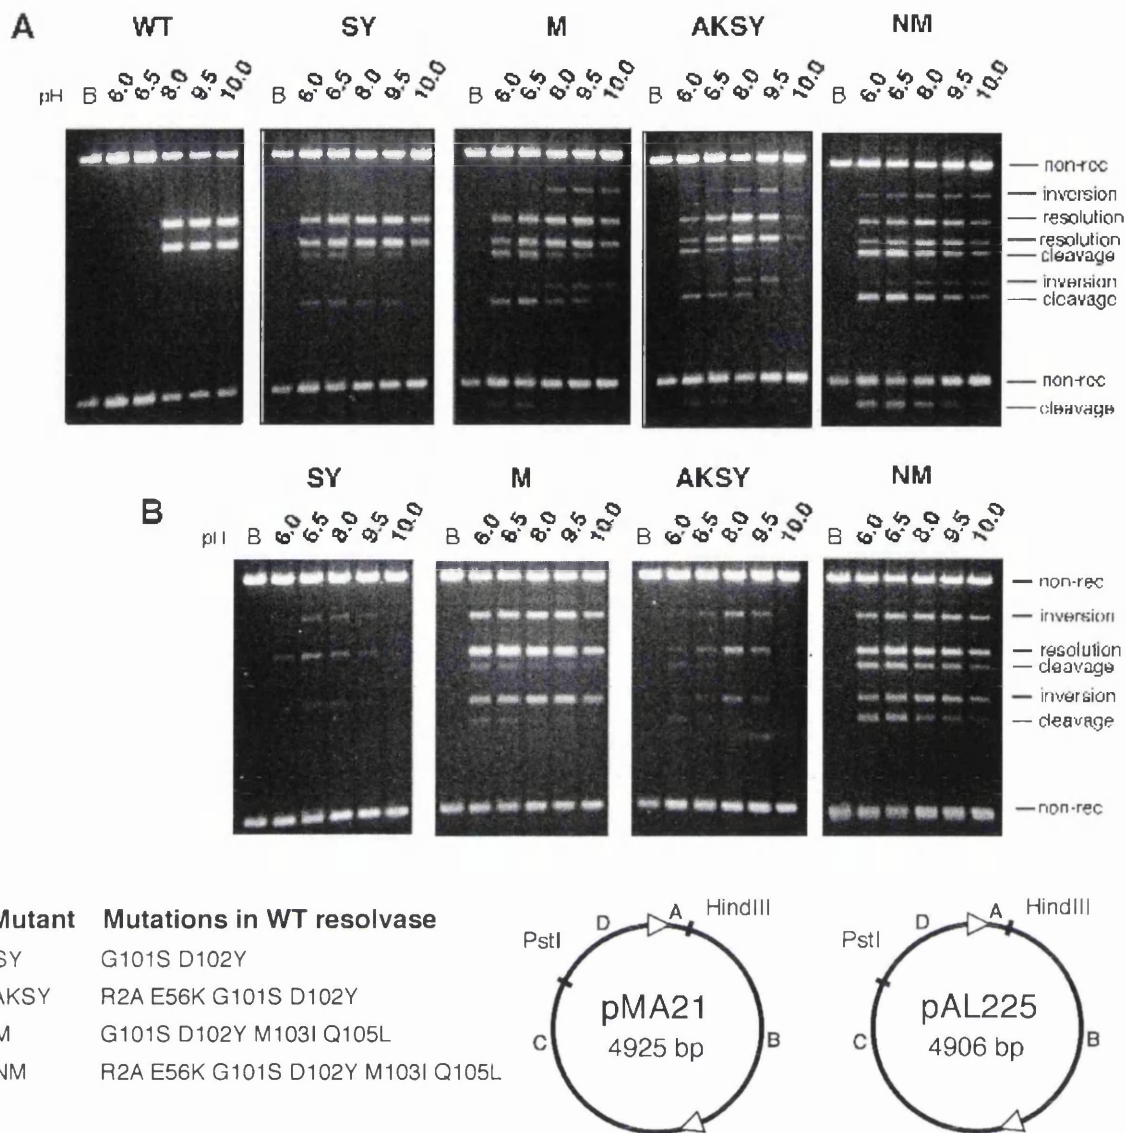 A
WT SY M AKSY NM
pH B 6.0 6.5 8.0 9.5 10.0 B 6.0 6.5 8.0 9.5 10.0 B 6.0 6.5 8.0 9.5 10.0 B 6.0 6.5 8.0 9.5 10.0 B 6.0 6.5 8.0 9.5 10.0
non-rec
inversion
resolution
resolution
cleavage
inversion
cleavage
non-rec
cleavage
SY M AKSY NM
B
pH B 6.0 6.5 8.0 9.5 10.0 B 6.0 6.5 8.0 9.5 10.0 B 6.0 6.5 8.0 9.5 10.0 B 6.0 6.5 8.0 9.5 10.0
non-rec
inversion
resolution
cleavage
inversion
cleavage
non-rec
Mutant Mutations in WT resolvase
SY G101S D102Y
AKSY R2A E56K G101S D102Y
M G101S D102Y M103I Q105L
NM R2A E56K G101S D102Y M103I Q105L
D A HindIII
PstI
pMA21
4925 bp
C B
D A HindIII
PstI
pAL225
4906 bp
C B